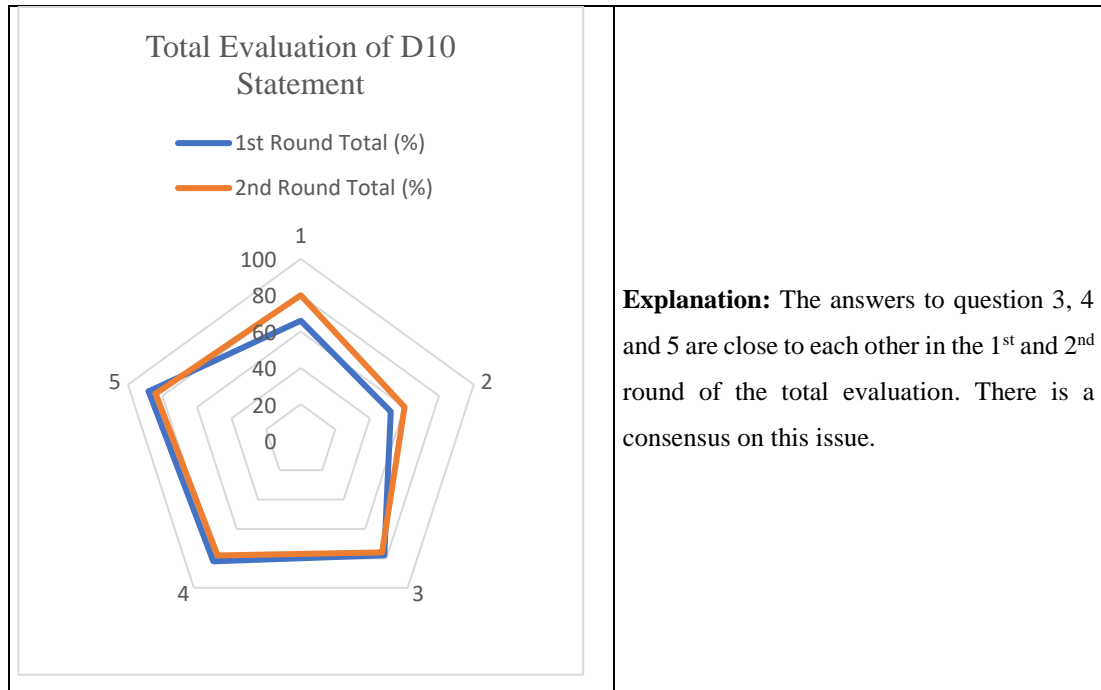 Total Evaluation of D10
Statement
1st Round Total (%)
2nd Round Total (%)
1
100
80
60
40
20
0
5
2
4
3
Explanation: The answers to question 3, 4
and 5 are close to each other in the 1st and 2nd
round of the total evaluation. There is a
consensus on this issue.